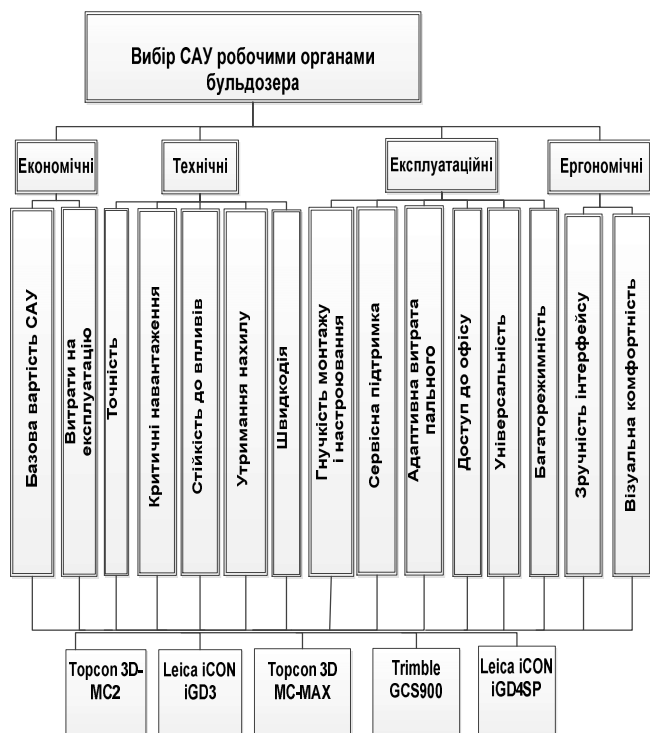 Вибір САУ робочими органами
бульдозера
Економічні
Технічні
Експлуатаційні
Ергономічні
Базова вартість САУ
Витрати на
експлуатацію
Точність
Критичні навантаження
Стійкість до впливів
Утримання нахилу
Швидкодія
Гнучкість монтажу
і настроювання
Сервісна підтримка
Адаптивна витрата
пального
Доступ до офісу
Універсальність
Багаторежимність
Зручність інтерфейсу
Візуальна комфортність
Topcon 3D-
MC2
Leica iCON
iGD3
Topcon 3D
MC-MAX
Trimble
GCS900
Leica iCON
iGD4SP